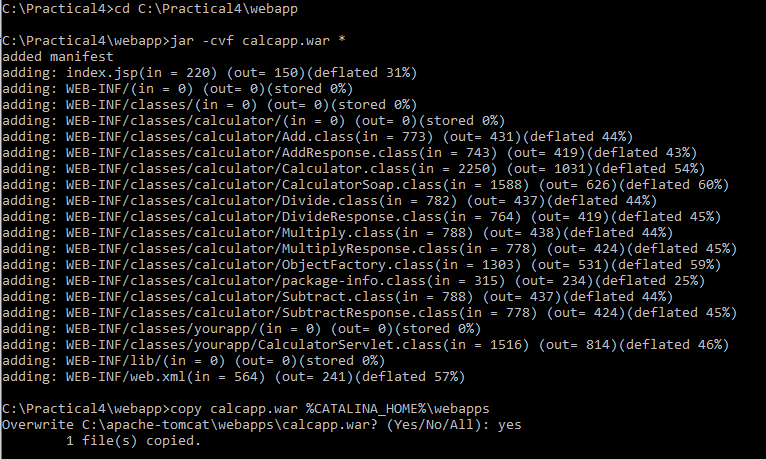 C:\Practical4>cd C:\Practical4\webapp
C:\Practical4\webapp>jar -cvf calcapp.war *
added manifest
adding: index.jsp(in = 220) (out= 150)(deflated 31%)
adding: WEB-INF/(in = 0) (out= 0)(stored 0%)
adding: WEB-INF/classes/(in = 0) (out= 0)(stored 0%)
adding: WEB-INF/classes/calculator/(in = 0) (out= 0)(stored 0%)
adding: WEB-INF/classes/calculator/Add.class(in = 773) (out= 431)(deflated 44%)
adding: WEB-INF/classes/calculator/AddResponse.class(in = 743) (out= 419)(deflated 43%)
adding: WEB-INF/classes/calculator/Calculator.class(in = 2250) (out= 1031)(deflated 54%)
adding: WEB-INF/classes/calculator/CalculatorSoap.class(in = 1588) (out= 626)(deflated 60%)
adding: WEB-INF/classes/calculator/Divide.class(in = 782) (out= 437)(deflated 44%)
adding: WEB-INF/classes/calculator/DivideResponse.class(in = 764) (out= 419)(deflated 45%)
adding: WEB-INF/classes/calculator/Multiply.class(in = 788) (out= 438)(deflated 44%)
adding: WEB-INF/classes/calculator/MultiplyResponse.class(in = 778) (out= 424)(deflated 45%)
adding: WEB-INF/classes/calculator/ObjectFactory.class(in = 1303) (out= 531)(deflated 59%)
adding: WEB-INF/classes/calculator/package-info.class(in = 315) (out= 234)(deflated 25%)
adding: WEB-INF/classes/calculator/Subtract.class(in = 788) (out= 437)(deflated 44%)
adding: WEB-INF/classes/calculator/SubtractResponse.class(in = 778) (out= 424)(deflated 45%)
adding: WEB-INF/classes/yourapp/(in = 0) (out= 0)(stored 0%)
adding: WEB-INF/classes/yourapp/CalculatorServlet.class(in = 1516) (out= 814)(deflated 46%)
adding: WEB-INF/lib/(in = 0) (out= 0)(stored 0%)
adding: WEB-INF/web.xml(in = 564) (out= 241)(deflated 57%)
C:\Practical4\webapp>copy calcapp.war %CATALINA_HOME%\webapps
Overwrite C:\apache-tomcat\webapps\calcapp.war? (Yes/No/All): yes
1 file(s) copied.